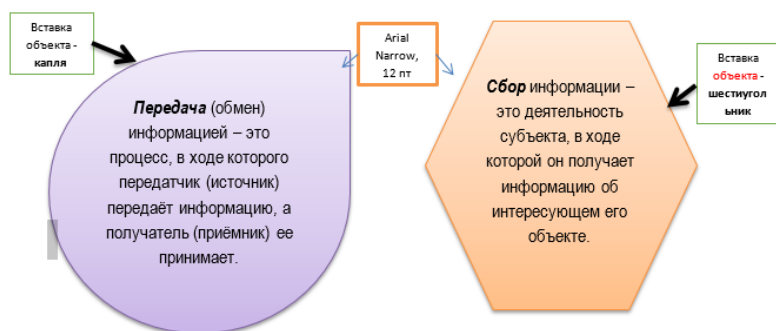 Вставка
объекта -
капля
Передача (обмен)
информацией – это
процесс, в ходе которого
передатчик (источник)
передаёт информацию, а
получатель (приёмник) ее
принимает.
Arial
Narrow,
12 пт
Сбор информации –
это деятельность
субъекта, в ходе
которой он получает
информацию об
интересующем его
объекте.
Вставка
объекта -
шестиугол
ьник